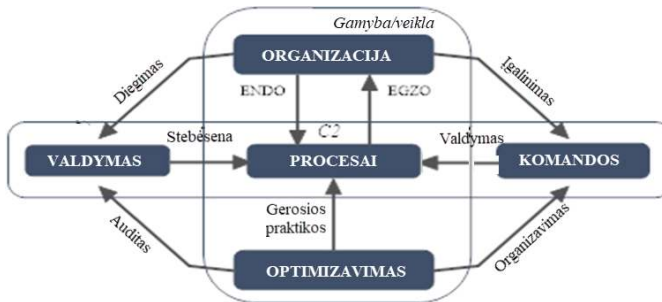 Gamyba/veikla
ORGANIZACIJA
Diegimas
ENDO
EGZO
Įgalinimas
C2
Stebėsena
Valdymas
VALDYMAS
PROCESAI
KOMANDOS
Auditas
Gerosios
praktikos
Organizavimas
OPTIMIZAVIMAS